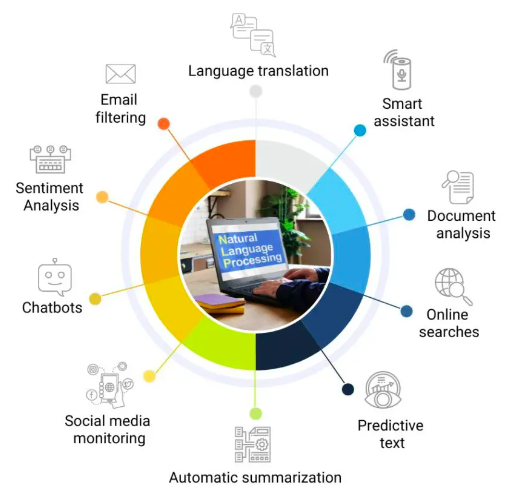 Language translation
Smart
assistant
Document
analysis
Online
searches
Predictive
text
Automatic summarization
Social media
monitoring
Chatbots
Sentiment
Analysis
Email
filtering
Natural
Language
Processing